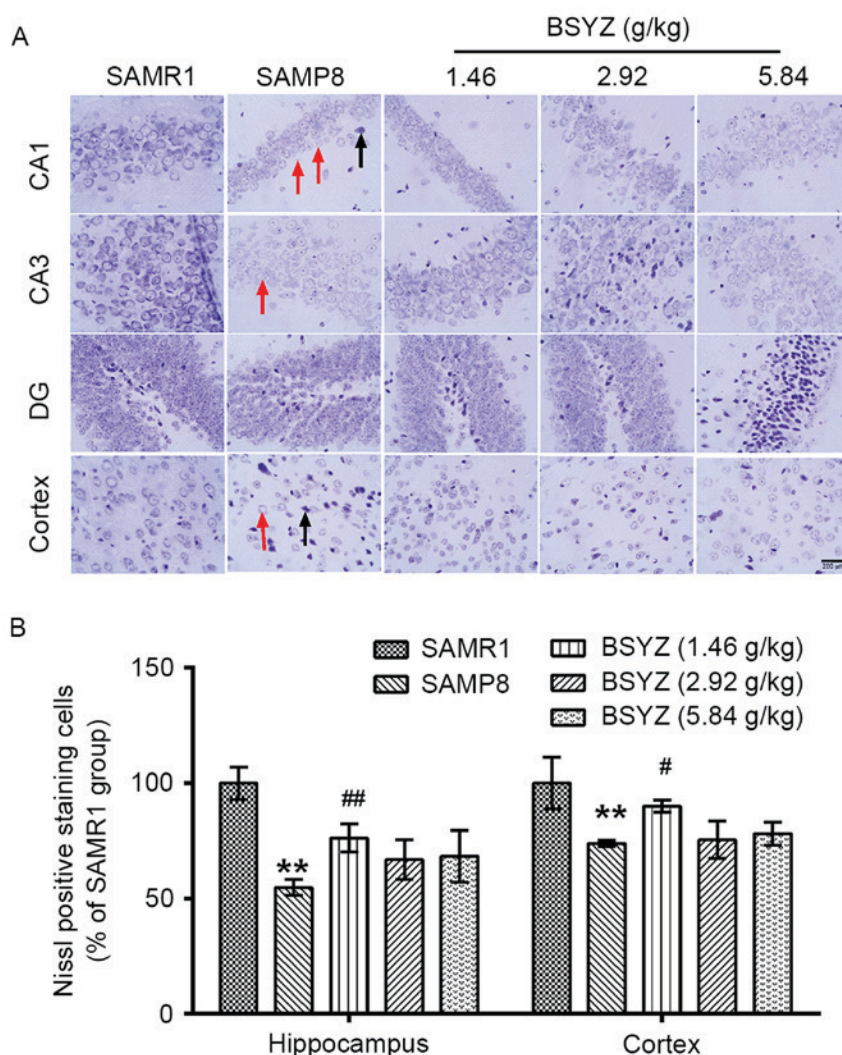 A
BSYZ (g/kg)
SAMR1 SAMP8 1.46 2.92 5.84
CA1
CA3
DG
Cortex
200 μm
B
Nissl positive staining cells
(% of SAMR1 group)
150
100
50
0
SAMR1
SAMP8
BSYZ (1.46 g/kg)
BSYZ (2.92 g/kg)
BSYZ (5.84 g/kg)
** ## ** #
Hippocampus Cortex